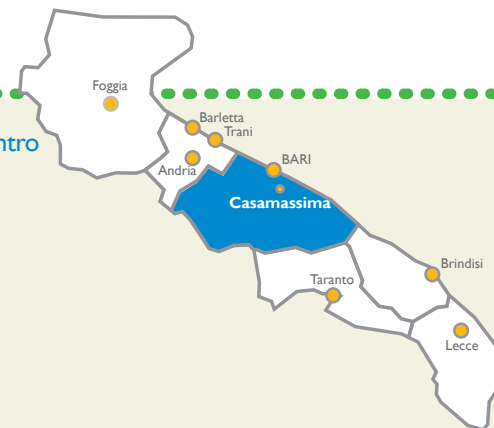 Foggia
Barletta
Trani
ntro
Andria
BARI
Casamassima
Brindisi
Taranto
Lecce